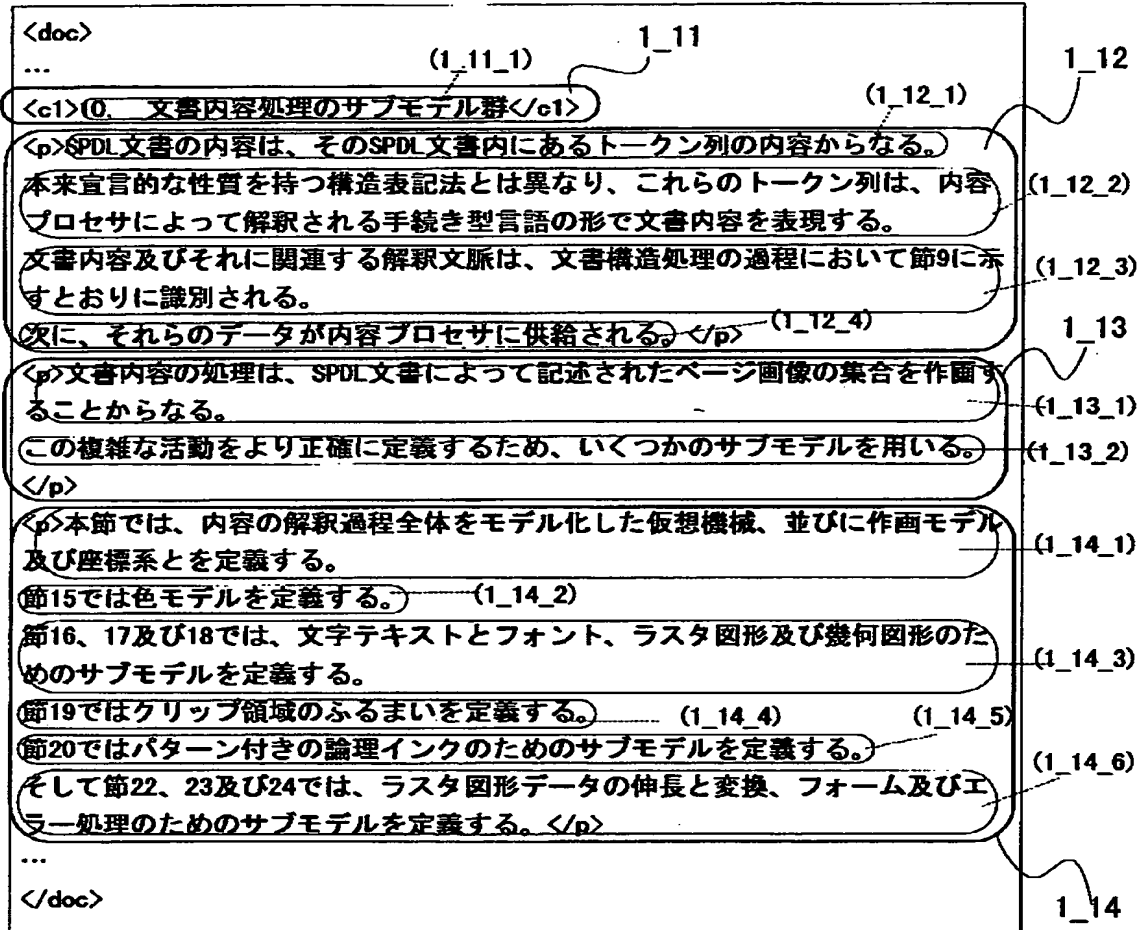 <doc>
...
1_11
(1_11_1)
1_12
<c1>10. 文書内容処理のサブモデル群</c1>
(1_12_1)
<p>SPDL文書の内容は、そのSPDL文書内にあるトークン列の内容からなる。
本来宣言的な性質を持つ構造表記法とは異なり、これらのトークン列は、内容
(1_12_2)
プロセサによって解釈される手続き型言語の形で文書内容を表現する。
文書内容及びそれに関連する解釈文脈は、文書構造処理の過程において節9に示
(1_12_3)
すとおりに識別される。
次に、それらのデータが内容プロセサに供給される。</p>
(1_12_4)
1_13
<p>文書内容の処理は、SPDL文書によって記述されたページ画像の集合を作画す
ることからなる。
(1_13_1)
この複雑な活動をより正確に定義するため、いくつかのサブモデルを用いる。
(1_13_2)
</p>
<p>本節では、内容の解釈過程全体をモデル化した仮想機械、並びに作画モデル
(1_14_1)
及び座標系とを定義する。
節15では色モデルを定義する。
(1_14_2)
節16、17及び18では、文字テキストとフォント、ラスタ図形及び幾何図形のた
(1_14_3)
めのサブモデルを定義する。
節19ではクリップ領域のふるまいを定義する。
(1_14_4)
(1_14_5)
節20ではパターン付きの論理インクのためのサブモデルを定義する。
(1_14_6)
そして節22、23及び24では、ラスタ図形データの伸長と変換、フォーム及びエ
ラー処理のためのサブモデルを定義する。</p>
...
</doc>
1_14